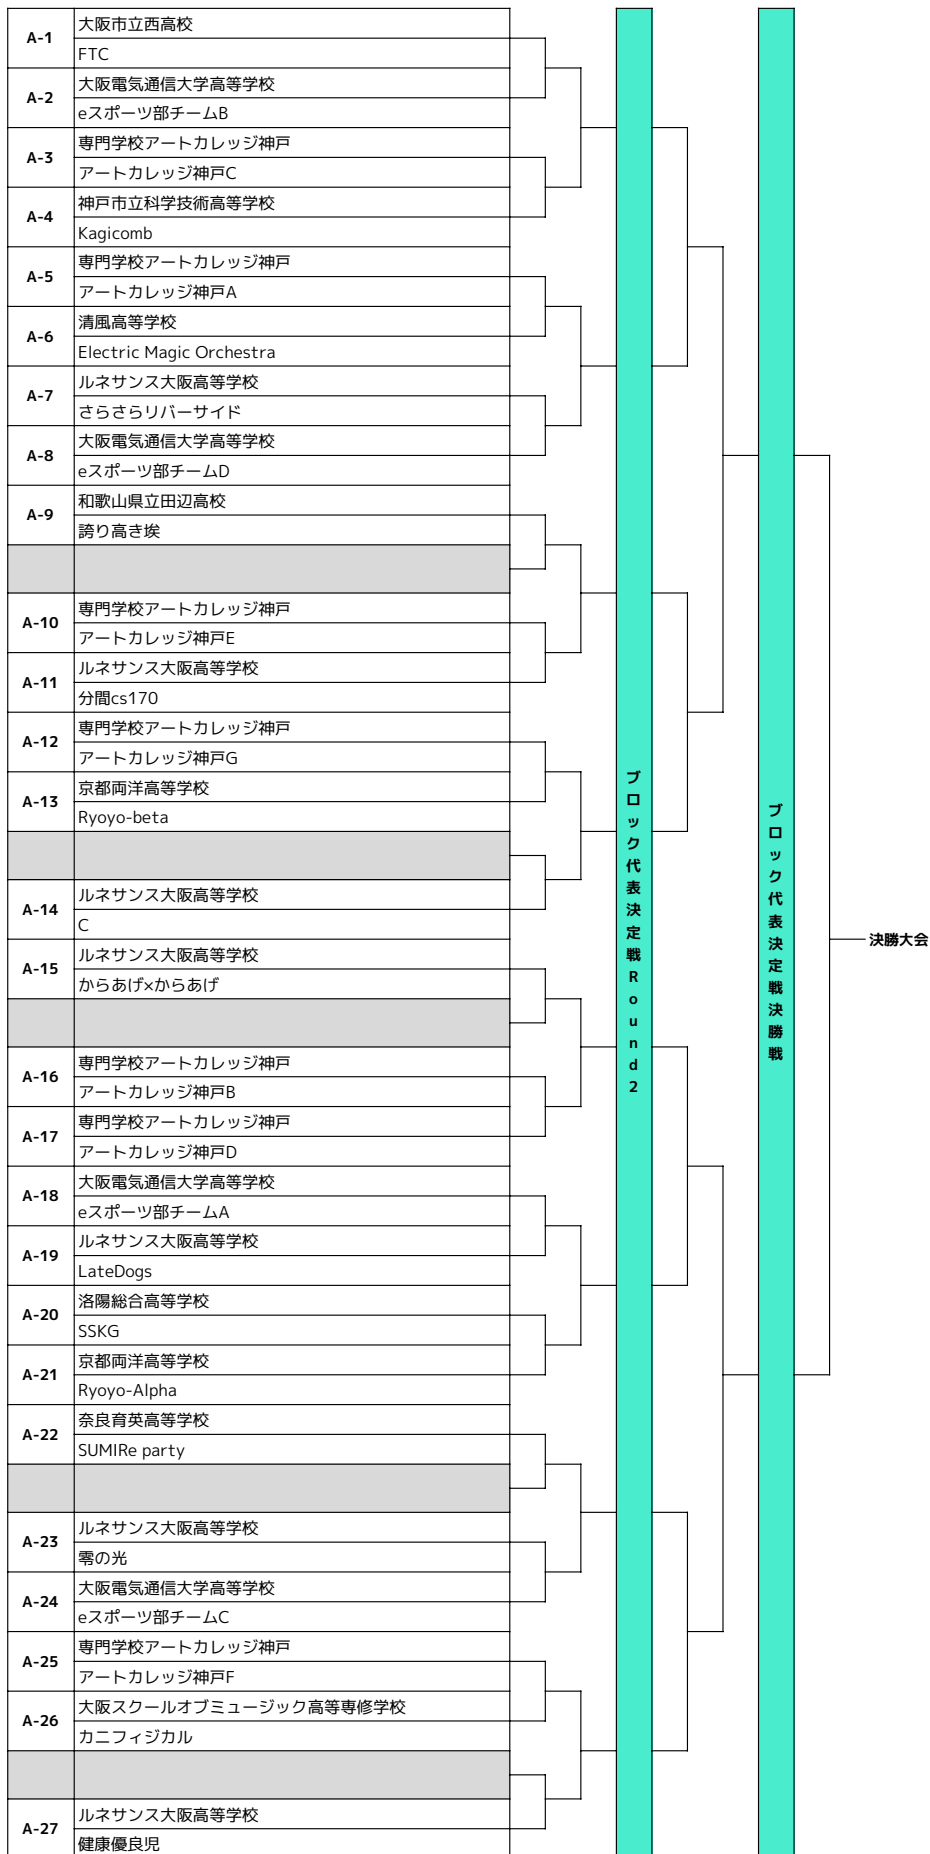 A-1
大阪市立西高校
FTC
A-2
大阪電気通信大学高等学校
eスポーツ部チームB
A-3
専門学校アートカレッジ神戸
アートカレッジ神戸C
A-4
神戸市立科学技術高等学校
Kagicomb
A-5
専門学校アートカレッジ神戸
アートカレッジ神戸A
A-6
清風高等学校
Electric Magic Orchestra
A-7
ルネサンス大阪高等学校
さらさらリバーサイド
A-8
大阪電気通信大学高等学校
eスポーツ部チームD
A-9
和歌山県立田辺高校
誇り高き埃
A-10
専門学校アートカレッジ神戸
アートカレッジ神戸E
A-11
ルネサンス大阪高等学校
分間cs170
A-12
専門学校アートカレッジ神戸
アートカレッジ神戸G
A-13
京都両洋高等学校
Ryoyo-beta
A-14
ルネサンス大阪高等学校
C
A-15
ルネサンス大阪高等学校
からあげ×からあげ
A-16
専門学校アートカレッジ神戸
アートカレッジ神戸B
A-17
専門学校アートカレッジ神戸
アートカレッジ神戸D
A-18
大阪電気通信大学高等学校
eスポーツ部チームA
A-19
ルネサンス大阪高等学校
LateDogs
A-20
洛陽総合高等学校
SSKG
A-21
京都両洋高等学校
Ryoyo-Alpha
A-22
奈良育英高等学校
SUMIRe party
A-23
ルネサンス大阪高等学校
零の光
A-24
大阪電気通信大学高等学校
eスポーツ部チームC
A-25
専門学校アートカレッジ神戸
アートカレッジ神戸F
A-26
大阪スクールオブミュージック高等専修学校
カニフィジカル
A-27
ルネサンス大阪高等学校
健康優良児
ブロック代表決定戦Round2
ブロック代表決定戦決勝戦
決勝大会